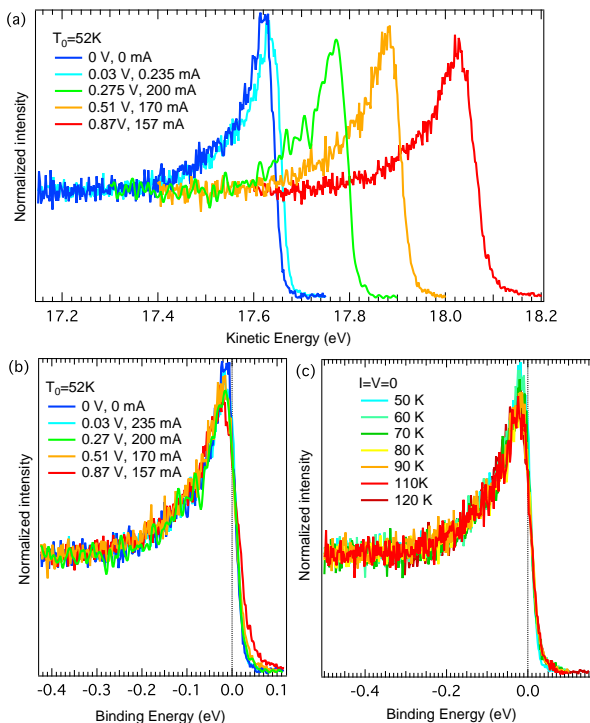 (a)
T0=52K
0 V, 0 mA
0.03 V, 0.235 mA
0.275 V, 200 mA
0.51 V, 170 mA
0.87V, 157 mA
Normalized intensity
17.2 17.4 17.6 17.8 18.0 18.2
Kinetic Energy (eV)
(b)
T0=52K
0 V, 0 mA
0.03 V, 235 mA
0.27 V, 200 mA
0.51 V, 170 mA
0.87 V, 157 mA
Normalized intensity
-0.4 -0.3 -0.2 -0.1 0.0 0.1
Binding Energy (eV)
(c)
I=V=0
50 K
60 K
70 K
80 K
90 K
110K
120 K
Normalized intensity
-0.4 -0.2 0.0
Binding Energy (eV)